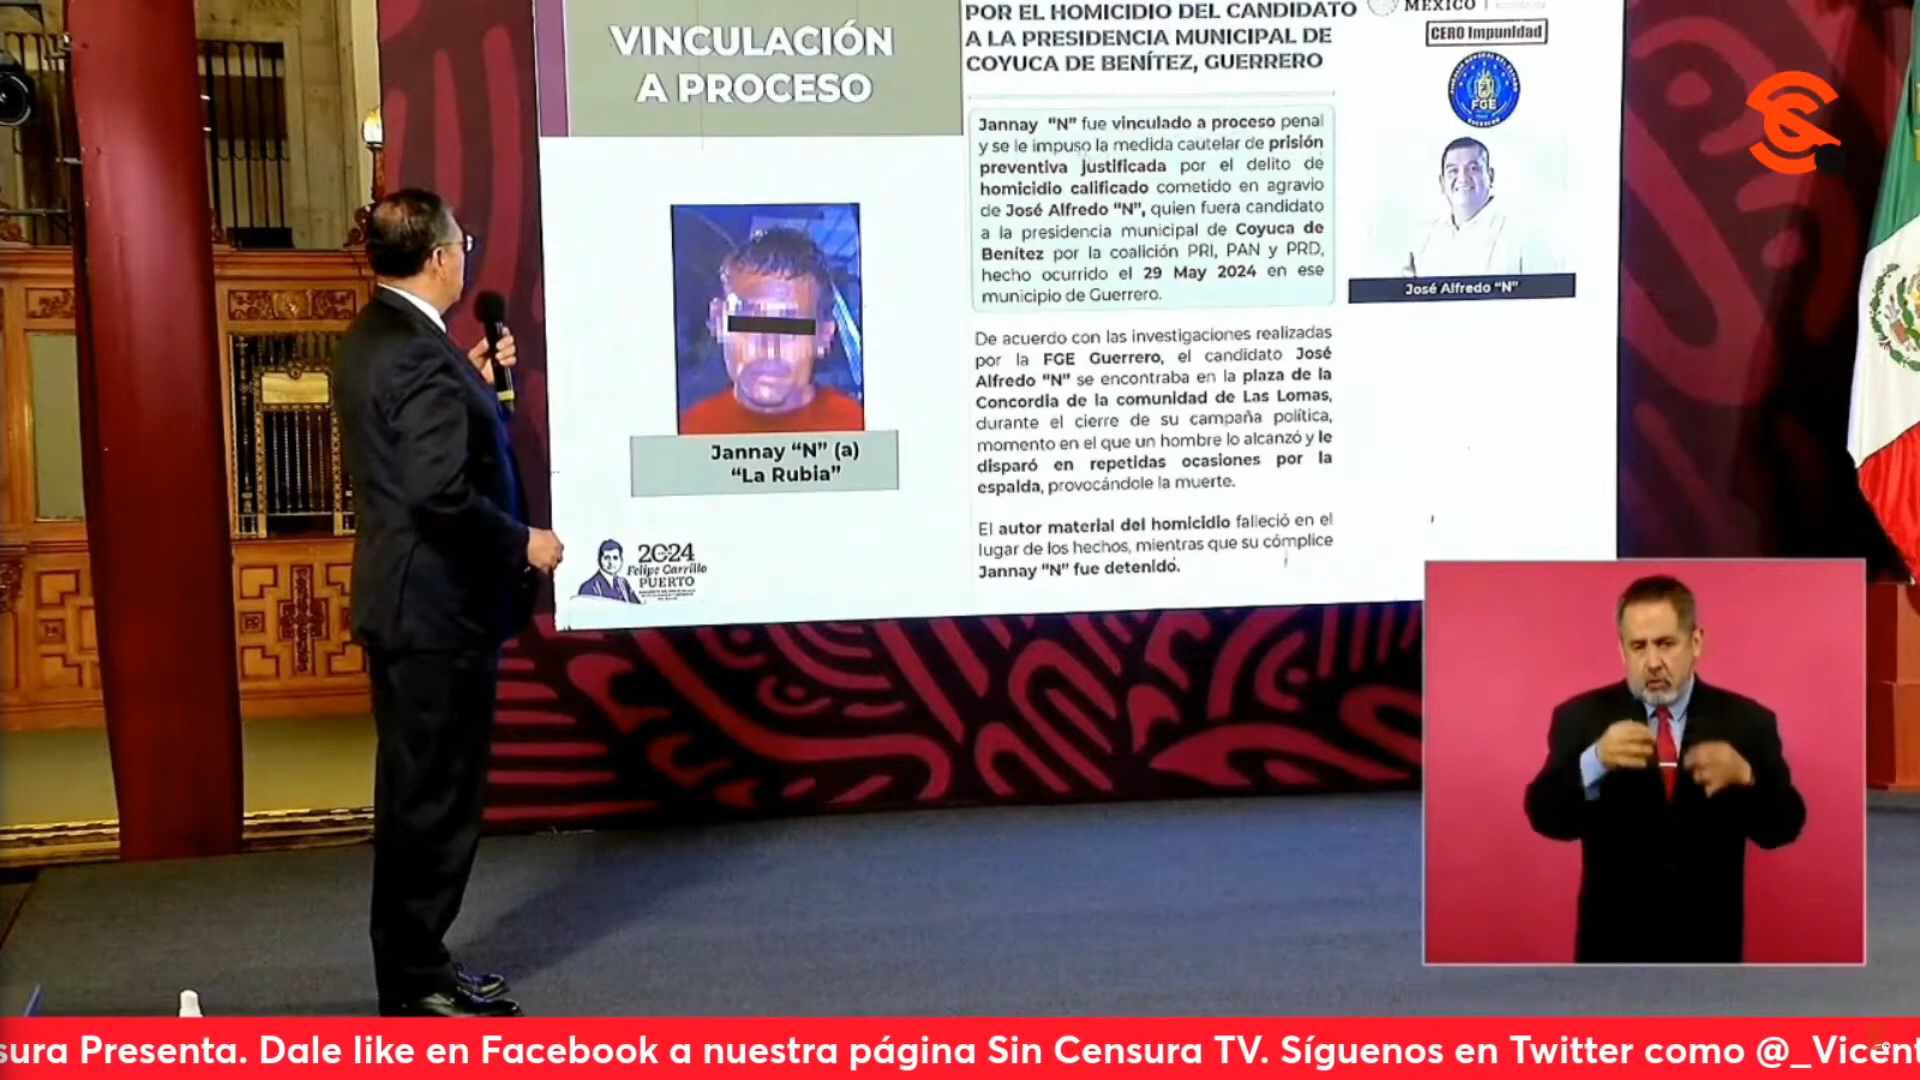 VINCULACIÓN
A PROCESO
POR EL HOMICIDIO DEL CANDIDATO
A LA PRESIDENCIA MUNICIPAL DE
COYUCA DE BENÍTEZ, GUERRERO
MÉXICO
CERO Impunidad
FGE
Jannay "N" fue vinculado a proceso penal
y se le impuso la medida cautelar de prisión
preventiva justificada por el delito de
homicidio calificado cometido en agravio
de José Alfredo "N", quien fuera candidato
a la presidencia municipal de Coyuca de
Benítez por la coalición PRI, PAN y PRD,
hecho ocurrido el 29 May 2024 en ese
municipio de Guerrero.
José Alfredo "N"
De acuerdo con las investigaciones realizadas
por la FGE Guerrero, el candidato José
Alfredo "N" se encontraba en la plaza de la
Concordia de la comunidad de Las Lomas,
durante el cierre de su campaña política,
momento en el que un hombre lo alcanzó y le
disparó en repetidas ocasiones por la
espalda, provocándole la muerte.
El autor material del homicidio falleció en el
lugar de los hechos, mientras que su cómplice
Jannay "N" fue detenido.
Jannay "N" (a)
"La Rubia"
2024
Felipe Carrillo
PUERTO
sura Presenta. Dale like en Facebook a nuestra página Sin Censura TV. Síguenos en Twitter como @_Vicent